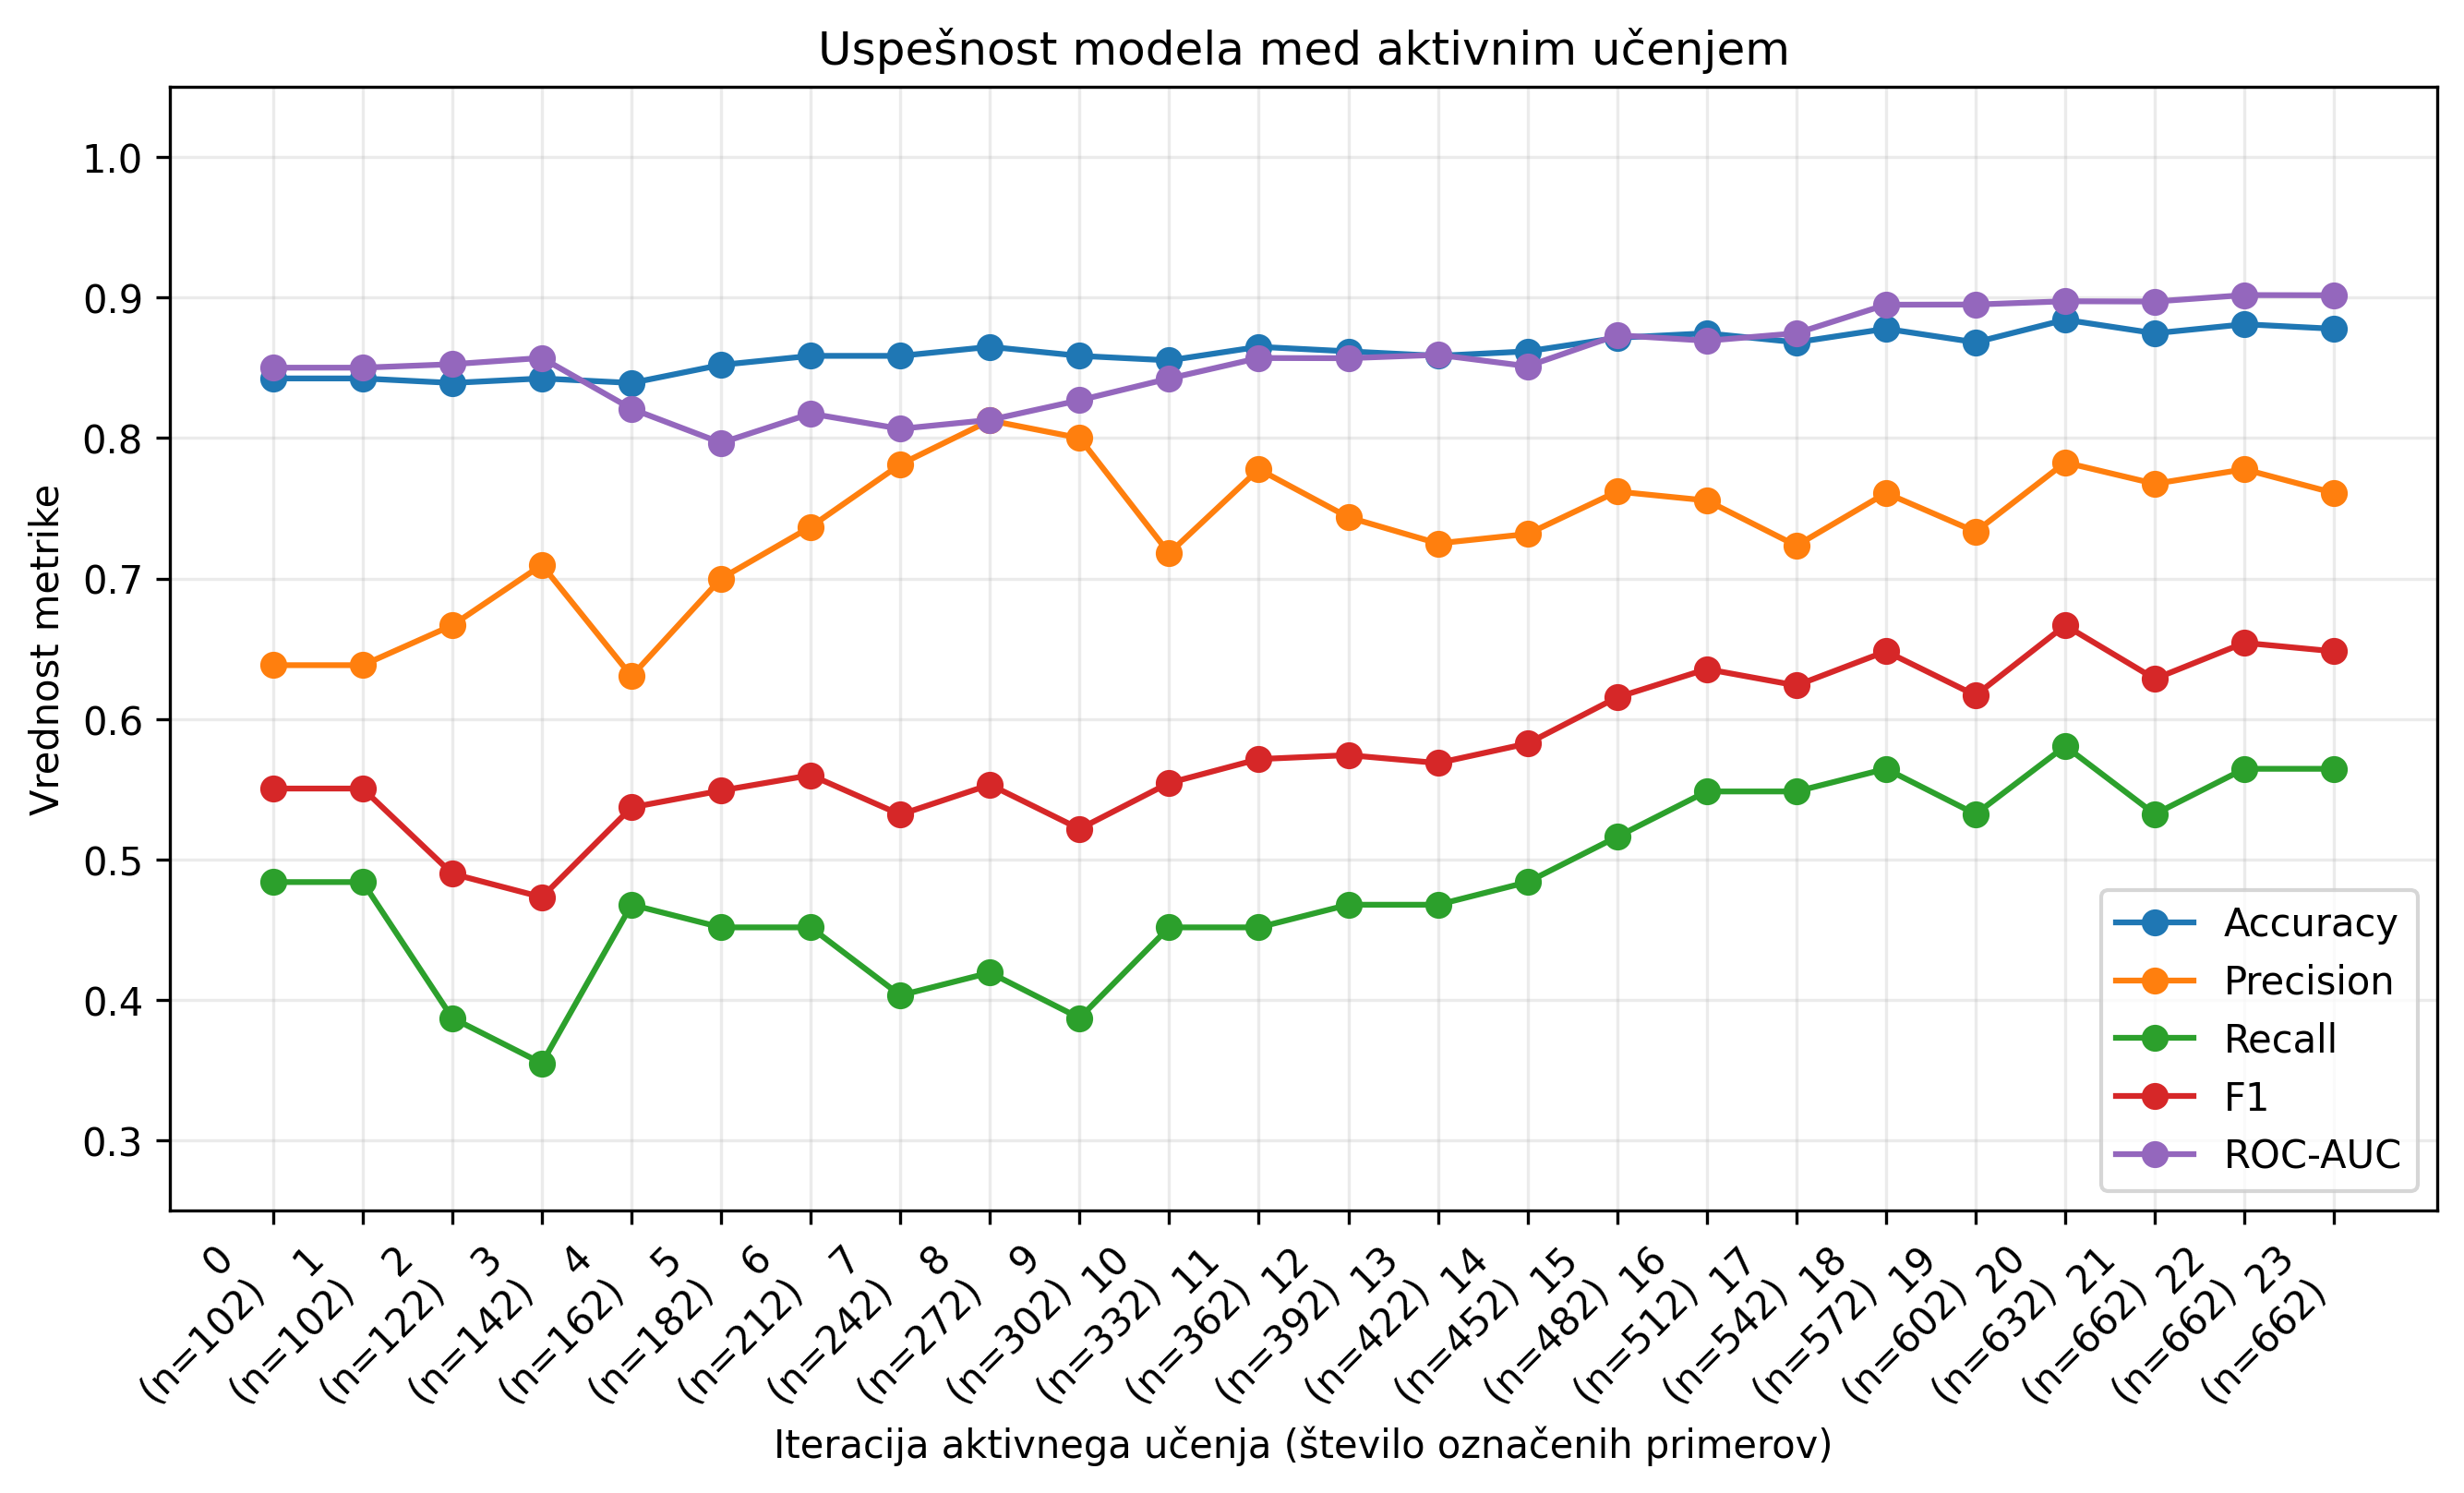 Uspešnost modela med aktivnim učenjem
Vrednost metrike
1.0
0.9
0.8
0.7
0.6
0.5
0.4
0.3
Accuracy
Precision
Recall
F1
ROC-AUC
0
(n=102)
1
(n=102)
2
(n=122)
3
(n=142)
4
(n=162)
5
(n=182)
6
(n=212)
7
(n=242)
8
(n=272)
9
(n=302)
10
(n=332)
11
(n=362)
12
(n=392)
13
(n=422)
14
(n=452)
15
(n=482)
16
(n=512)
17
(n=542)
18
(n=572)
19
(n=602)
20
(n=632)
21
(n=662)
22
(n=662)
23
(n=662)
Iteracija aktivnega učenja (število označenih primerov)